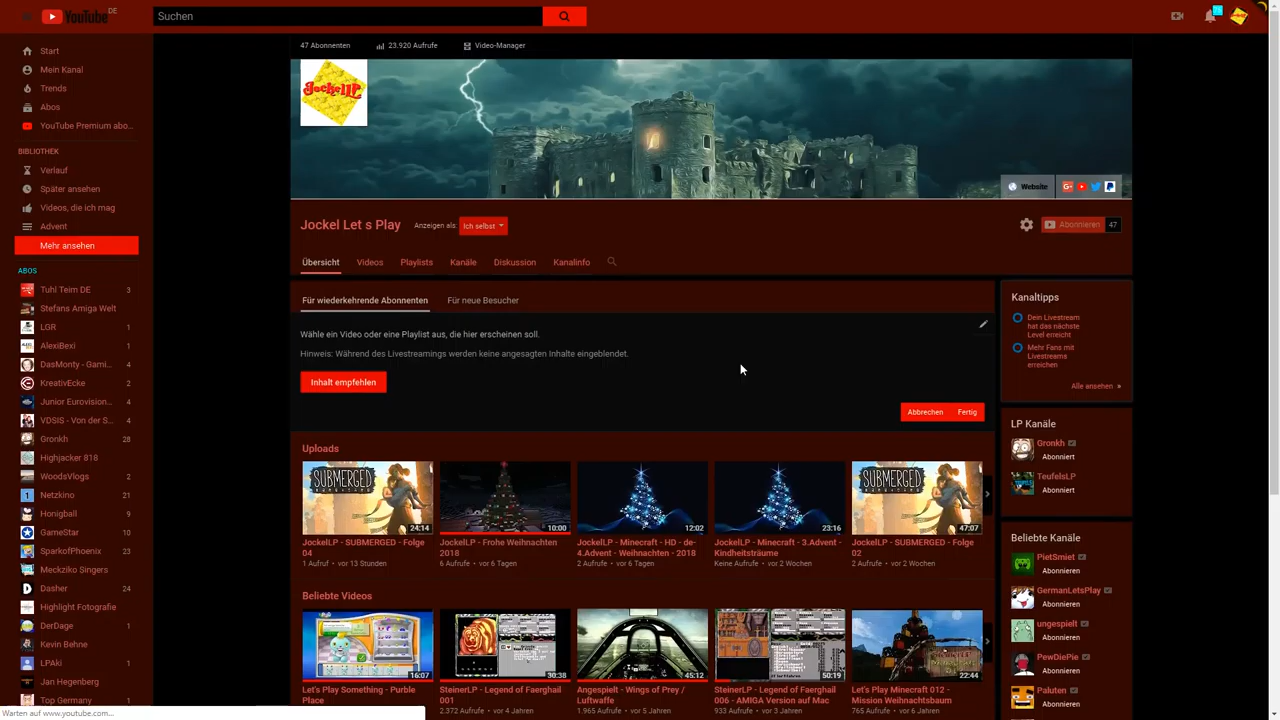 YouTube DE
Suchen
Start
Mein Kanal
Trends
Abos
YouTube Premium abo...
BIBLIOTHEK
Verlauf
Später ansehen
Videos, die ich mag
Advent
Mehr ansehen
ABOS
Tuhl Teim DE 3
Stefans Amiga Welt
LGR 1
AlexiBexi 1
DasMonty - Gami... 4
KreativEcke 2
Junior Eurovision... 4
VDSIS - Von der S... 4
Gronkh 28
Highjacker 818
WoodsVlogs 2
Netzkino 1
Honigball 9
GameStar 10
SparkofPhoenix 23
Meckziko Singers
Dasher 24
Highlight Fotografie
DerDage 1
Kevin Behne
LPAki 1
Jan Hegenberg
Top Germany 1
Warten auf www.youtube.com...
47 Abonnenten 23.920 Aufrufe Video-Manager
JockelLP
Website
Jockel Let s Play Anzeigen als: Ich selbst Abonnieren 47
Übersicht Videos Playlists Kanäle Diskussion Kanalinfo
Für wiederkehrende Abonnenten Für neue Besucher
Wähle ein Video oder eine Playlist aus, die hier erscheinen soll.
Hinweis: Während des Livestreamings werden keine angesagten Inhalte eingeblendet.
Inhalt empfehlen
Abbrechen Fertig
Uploads
SUBMERGED
24:14
10:00
12:02
23:16
SUBMERGED
47:07
JockelLP - SUBMERGED - Folge
04
1 Aufruf • vor 13 Stunden
JockelLP - Frohe Weihnachten
2018
6 Aufrufe • vor 6 Tagen
JockelLP - Minecraft - HD - de-
4.Advent - Weihnachten - 2018
2 Aufrufe • vor 6 Tagen
JockelLP - Minecraft - 3.Advent -
Kindheitsträume
Keine Aufrufe • vor 2 Wochen
JockelLP - SUBMERGED - Folge
02
2 Aufrufe • vor 2 Wochen
Beliebte Videos
16:07
30:38
45:12
50:19
22:44
Let's Play Something - Purble
Place
SteinerLP - Legend of Faerghail
001
2.372 Aufrufe • vor 4 Jahren
Angespielt - Wings of Prey /
Luftwaffe
1.965 Aufrufe • vor 5 Jahren
SteinerLP - Legend of Faerghail
006 - AMIGA Version auf Mac
933 Aufrufe • vor 3 Jahren
Let's Play Minecraft 012 -
Mission Weihnachtsbaum
765 Aufrufe • vor 6 Jahren
Kanaltipps
Dein Livestream
hat das nächste
Level erreicht
Mehr Fans mit
Livestreams
erreichen
Alle ansehen »
LP Kanäle
Gronkh
Abonniert
TeufelsLP
Abonniert
Beliebte Kanäle
PietSmiet
Abonnieren
GermanLetsPlay
Abonnieren
ungespielt
Abonnieren
PewDiePie
Abonnieren
Paluten
Abonnieren